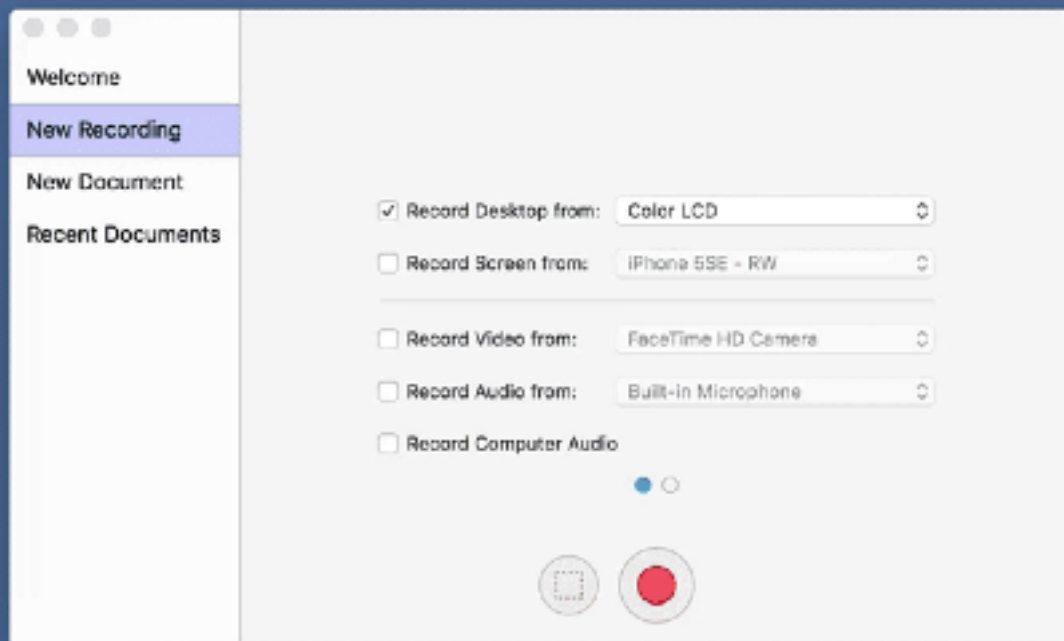 Welcome
New Recording
New Document
Recent Documents
Record Desktop from: Color LCD
Record Screen from: iPhone 5SE - RW
Record Video from: FaceTime HD Camera
Record Audio from: Built-in Microphone
Record Computer Audio